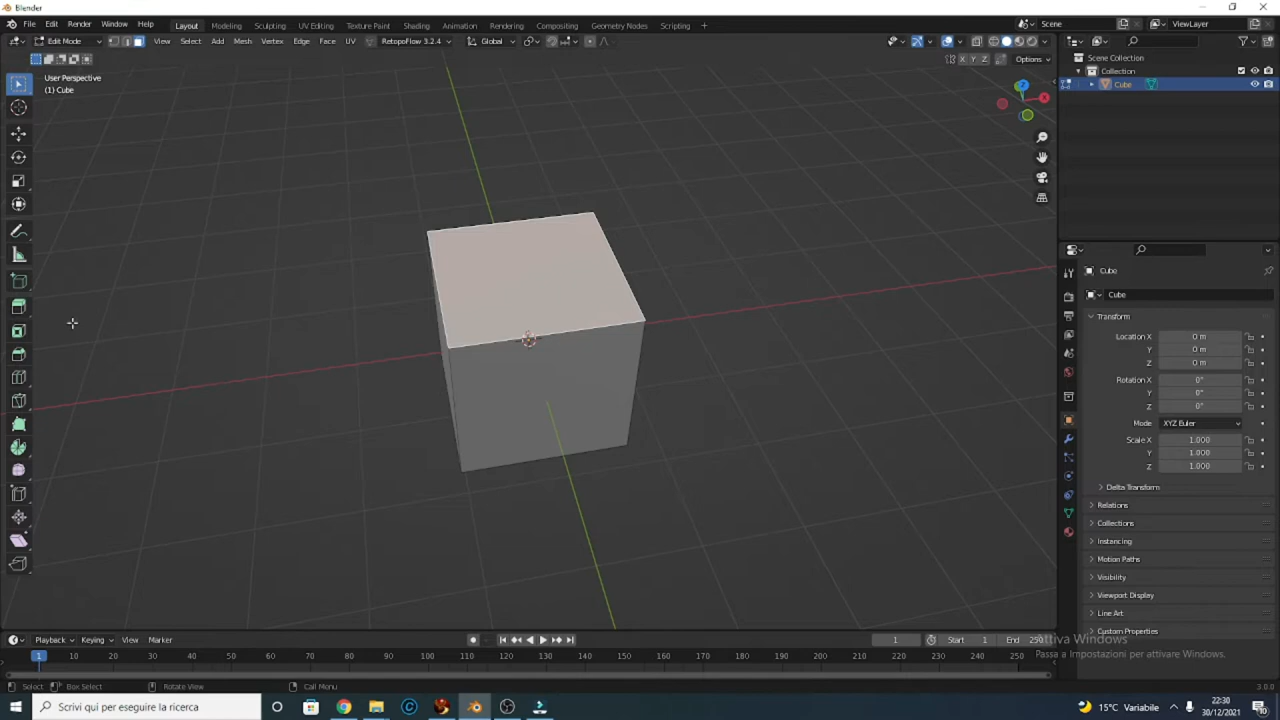 Blender
File Edit Render Window Help Layout Modeling Sculpting UV Editing Texture Paint Shading Animation Rendering Compositing Geometry Nodes Scripting + Scene ViewLayer
Edit Mode View Select Add Mesh Vertex Edge Face UV RetopoFlow 3.2.4 Global
X Y Z Options
User Perspective
(1) Cube
Scene Collection
Collection
Cube
Z
X
Cube
Cube
Transform
Location X 0 m
Y 0 m
Z 0 m
Rotation X 0°
Y 0°
Z 0°
Mode XYZ Euler
Scale X 1.000
Y 1.000
Z 1.000
Delta Transform
Relations
Collections
Instancing
Motion Paths
Visibility
Viewport Display
Line Art
Custom Properties
Playback Keying View Marker 1 Start 1 End 250
Attiva Windows
Passa a Impostazioni per attivare Windows.
1 10 20 30 40 50 60 70 80 90 100 110 120 130 140 150 160 170 180 190 200 210 220 230 240 250
Select Box Select Rotate View Call Menu 3.0.0
Scrivi qui per eseguire la ricerca 15°C Variabile 22:30
30/12/2021